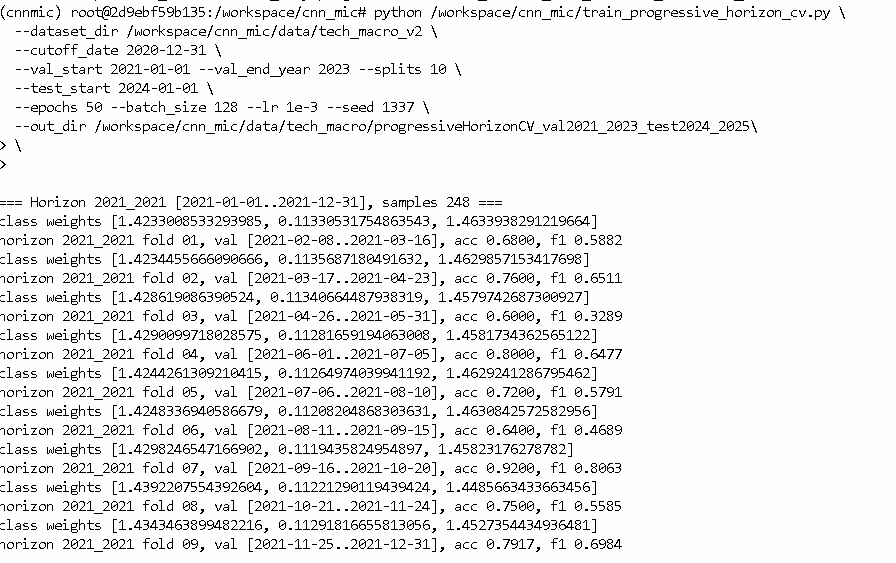 (cnnmic) root@2d9ebf59b135:/workspace/cnn_mic# python /workspace/cnn_mic/train_progressive_horizon_cv.py \
--dataset_dir /workspace/cnn_mic/data/tech_macro_v2 \
--cutoff_date 2020-12-31 \
--val_start 2021-01-01 --val_end_year 2023 --splits 10 \
--test_start 2024-01-01 \
--epochs 50 --batch_size 128 --lr 1e-3 --seed 1337 \
--out_dir /workspace/cnn_mic/data/tech_macro/progressiveHorizonCV_val2021_2023_test2024_2025\
> \
>
=== Horizon 2021_2021 [2021-01-01..2021-12-31], samples 248 ===
class weights [1.4233008533293985, 0.11330531754863543, 1.4633938291219664]
horizon 2021_2021 fold 01, val [2021-02-08..2021-03-16], acc 0.6800, f1 0.5882
class weights [1.4234455666090666, 0.1135687180491632, 1.4629857153417698]
horizon 2021_2021 fold 02, val [2021-03-17..2021-04-23], acc 0.7600, f1 0.6511
class weights [1.428619086390524, 0.11340664487938319, 1.4579742687300927]
horizon 2021_2021 fold 03, val [2021-04-26..2021-05-31], acc 0.6000, f1 0.3289
class weights [1.4290099718028575, 0.11281659194063008, 1.4581734362565122]
horizon 2021_2021 fold 04, val [2021-06-01..2021-07-05], acc 0.8000, f1 0.6477
class weights [1.4244261309210415, 0.11264974039941192, 1.4629241286795462]
horizon 2021_2021 fold 05, val [2021-07-06..2021-08-10], acc 0.7200, f1 0.5791
class weights [1.4248336940586679, 0.11208204868303631, 1.4630842572582956]
horizon 2021_2021 fold 06, val [2021-08-11..2021-09-15], acc 0.6400, f1 0.4689
class weights [1.4298246547166902, 0.1119435824954897, 1.45823176278782]
horizon 2021_2021 fold 07, val [2021-09-16..2021-10-20], acc 0.9200, f1 0.8063
class weights [1.4392207554392604, 0.11221290119439424, 1.4485663433663456]
horizon 2021_2021 fold 08, val [2021-10-21..2021-11-24], acc 0.7500, f1 0.5585
class weights [1.4343463899482216, 0.11291816655813056, 1.4527354434936481]
horizon 2021_2021 fold 09, val [2021-11-25..2021-12-31], acc 0.7917, f1 0.6984